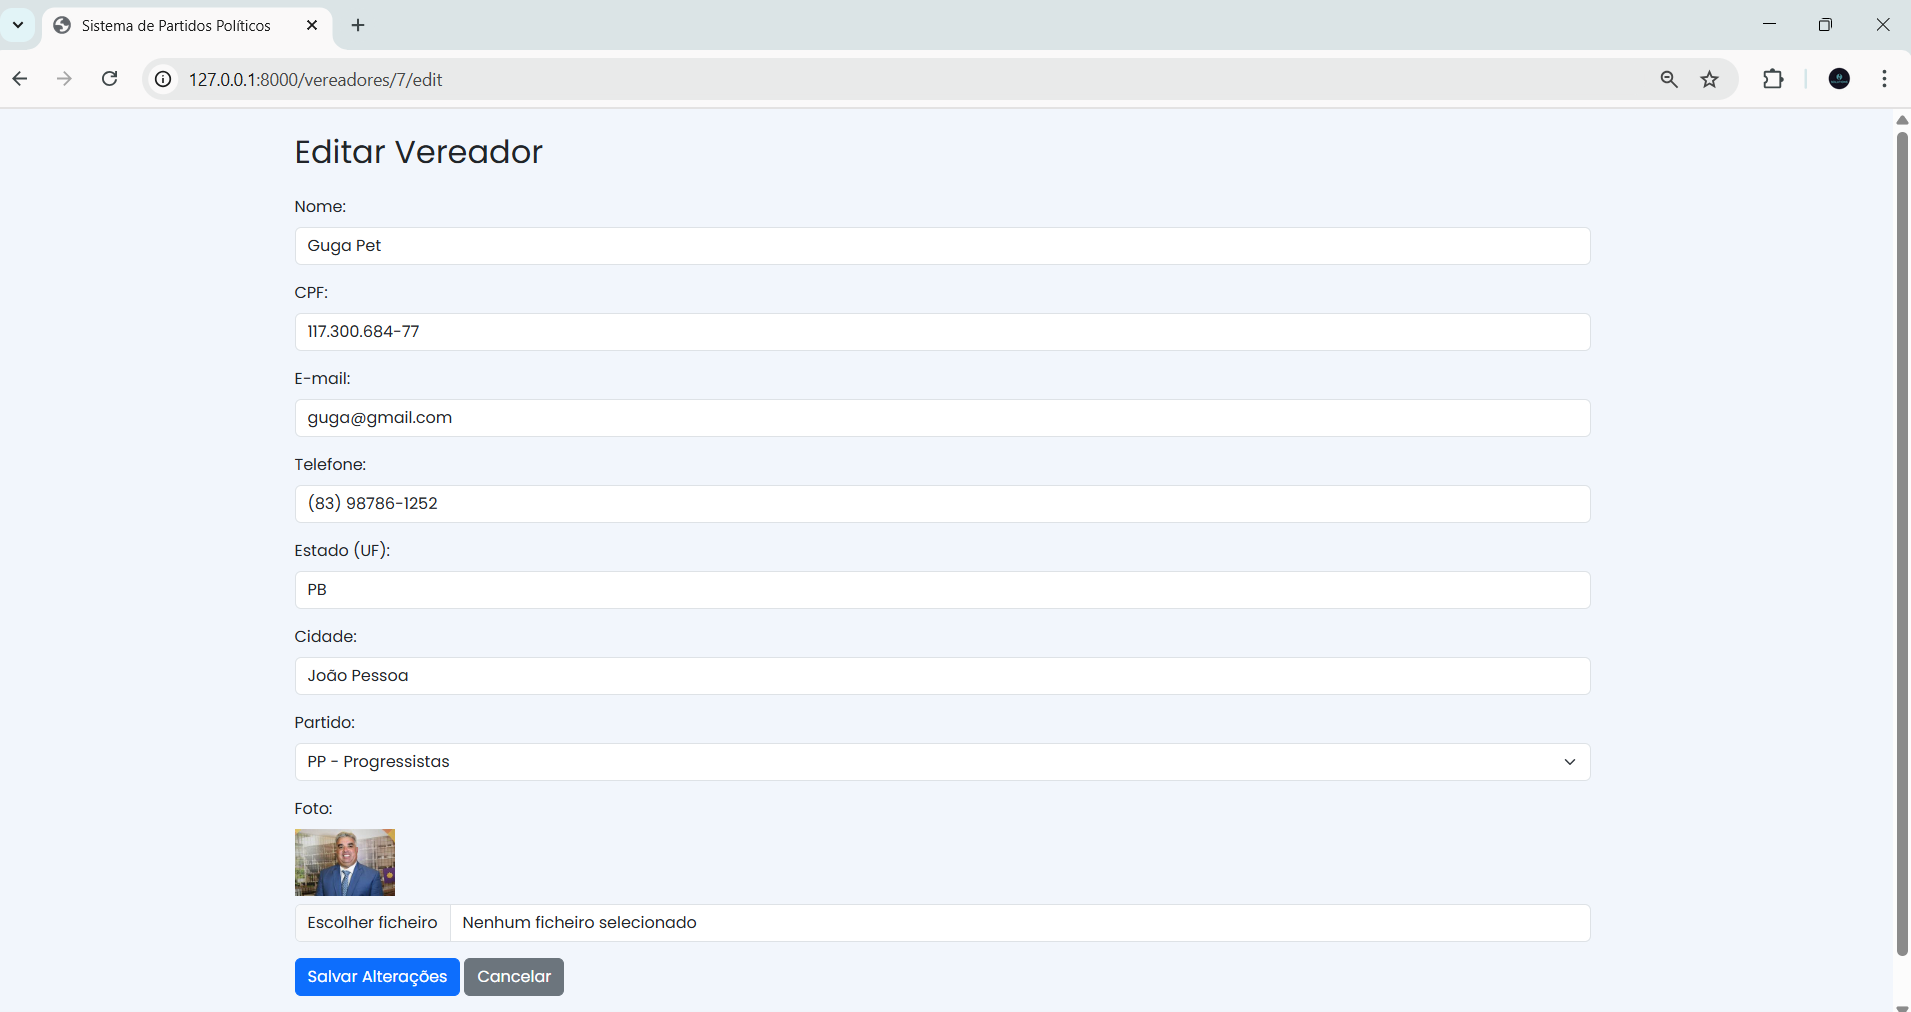 Sistema de Partidos Políticos
127.0.0.1:8000/vereadores/7/edit
Editar Vereador
Nome:
Guga Pet
CPF:
117.300.684-77
E-mail:
guga@gmail.com
Telefone:
(83) 98786-1252
Estado (UF):
PB
Cidade:
João Pessoa
Partido:
PP - Progressistas
Foto:
Escolher ficheiro Nenhum ficheiro selecionado
Salvar Alterações Cancelar